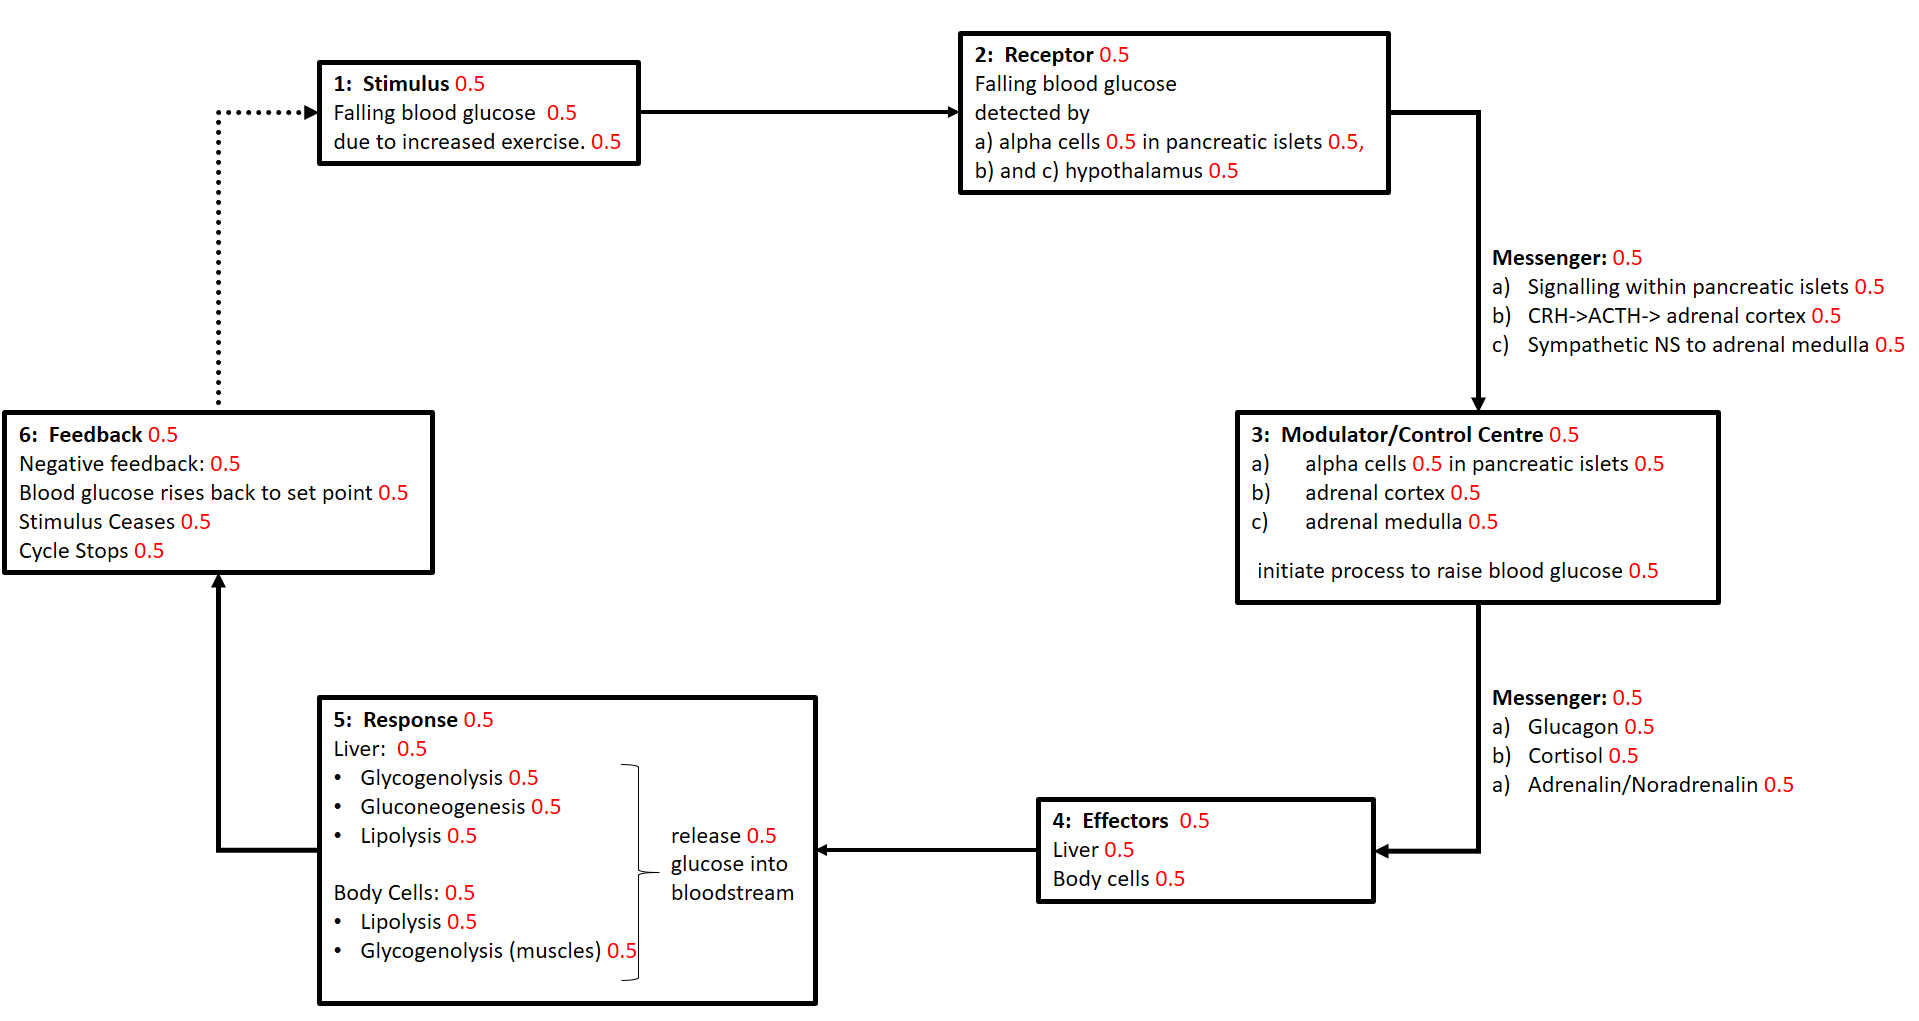 1: Stimulus 0.5
Falling blood glucose 0.5
due to increased exercise. 0.5
2: Receptor 0.5
Falling blood glucose
detected by
a) alpha cells 0.5 in pancreatic islets 0.5,
b) and c) hypothalamus 0.5
Messenger: 0.5
a) Signalling within pancreatic islets 0.5
b) CRH->ACTH-> adrenal cortex 0.5
c) Sympathetic NS to adrenal medulla 0.5
3: Modulator/Control Centre 0.5
a) alpha cells 0.5 in pancreatic islets 0.5
b) adrenal cortex 0.5
c) adrenal medulla 0.5
initiate process to raise blood glucose 0.5
Messenger: 0.5
a) Glucagon 0.5
b) Cortisol 0.5
a) Adrenalin/Noradrenalin 0.5
4: Effectors 0.5
Liver 0.5
Body cells 0.5
5: Response 0.5
Liver: 0.5
• Glycogenolysis 0.5
• Gluconeogenesis 0.5
• Lipolysis 0.5
Body Cells: 0.5
• Lipolysis 0.5
• Glycogenolysis (muscles) 0.5
release 0.5
glucose into
bloodstream
6: Feedback 0.5
Negative feedback: 0.5
Blood glucose rises back to set point 0.5
Stimulus Ceases 0.5
Cycle Stops 0.5